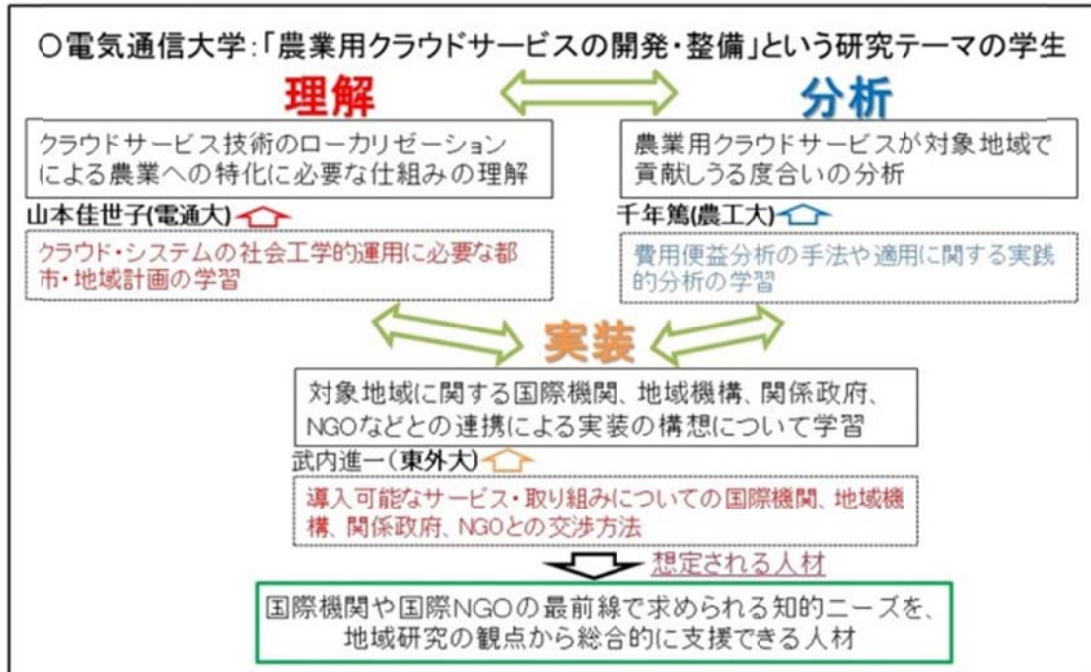 ○電気通信大学:「農業用クラウドサービスの開発・整備」という研究テーマの学生
理解
分析
クラウドサービス技術のローカリゼーション
による農業への特化に必要な仕組みの理解
農業用クラウドサービスが対象地域で
貢献しうる度合いの分析
山本佳世子(電通大)
千年篤(農工大)
クラウド・システムの社会工学的運用に必要な都
市・地域計画の学習
費用便益分析の手法や適用に関する実践
的分析の学習
実装
対象地域に関する国際機関、地域機構、関係政府、
NGOなどとの連携による実装の構想について学習
武内進一(東外大)
導入可能なサービス・取り組みについての国際機関、地域機
構、関係政府、NGOとの交渉方法
想定される人材
国際機関や国際NGOの最前線で求められる知的ニーズを、
地域研究の観点から総合的に支援できる人材